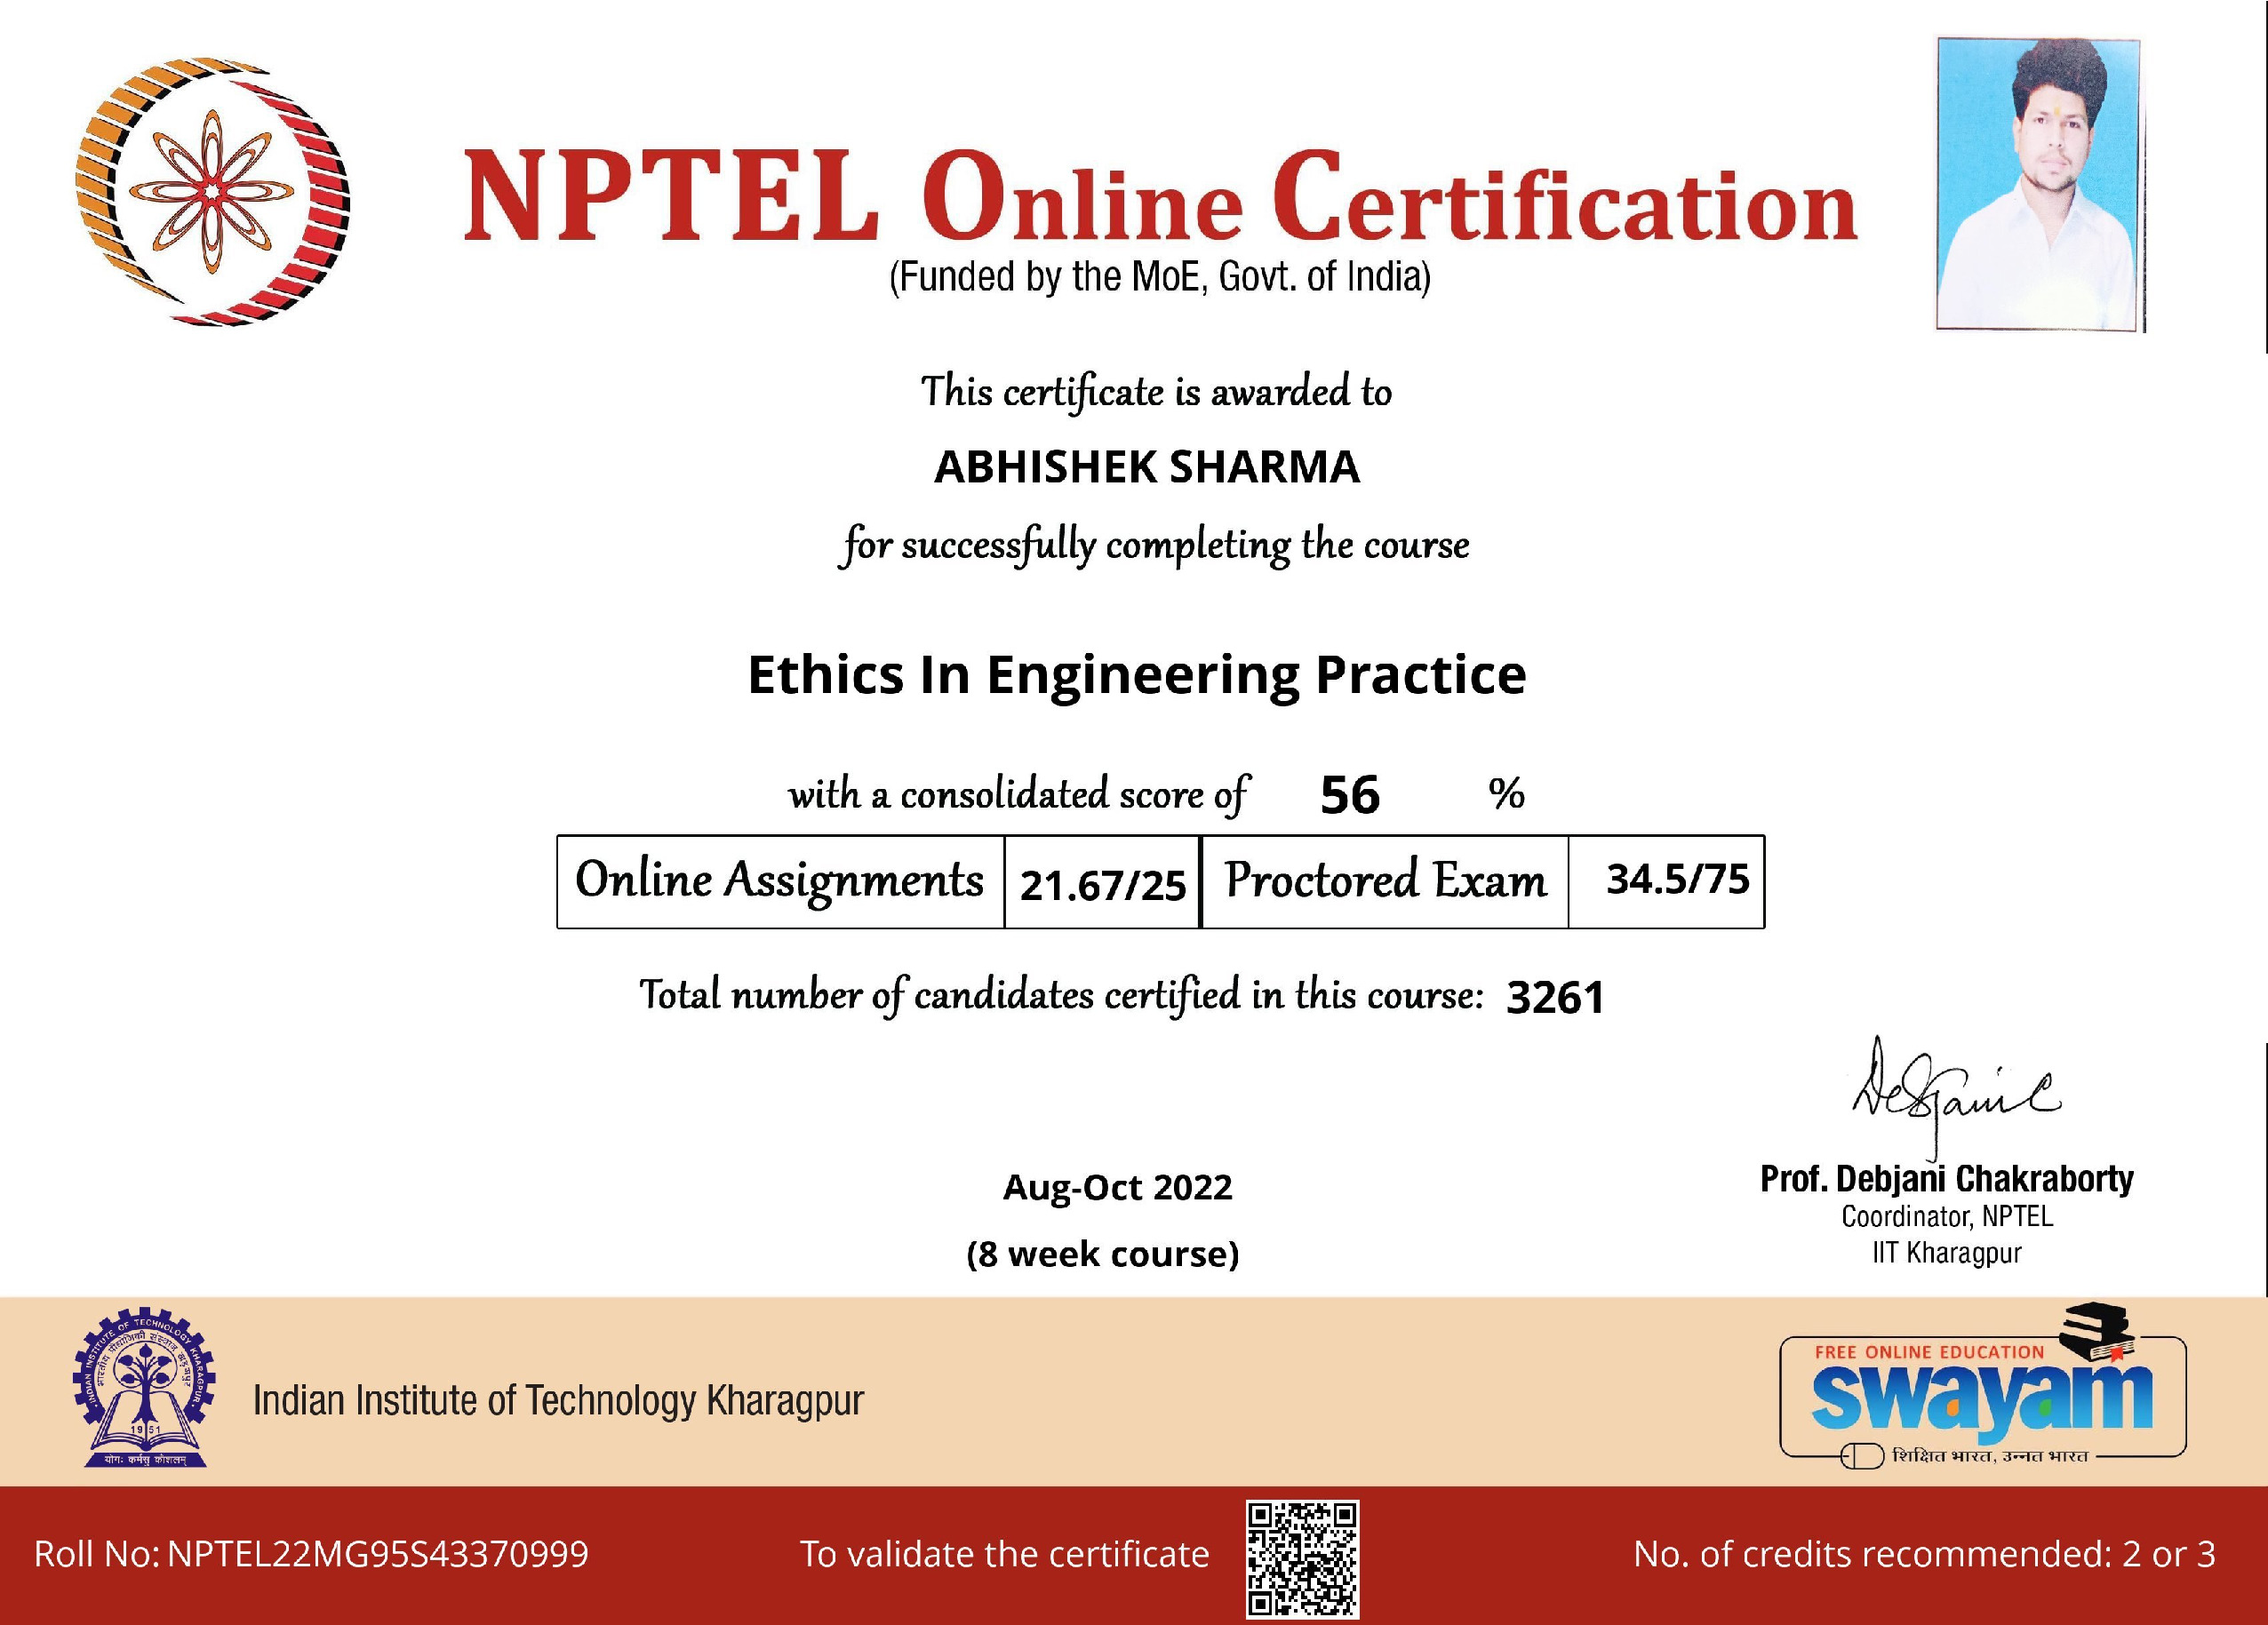 NPTEL Online Certification
(Funded by the MoE, Govt. of India)
This certificate is awarded to
ABHISHEK SHARMA
for successfully completing the course
Ethics In Engineering Practice
with a consolidated score of 56 %
Online Assignments 21.67/25 Proctored Exam 34.5/75
Total number of candidates certified in this course: 3261
Debjani C
Aug-Oct 2022
(8 week course)
Prof. Debjani Chakraborty
Coordinator, NPTEL
IIT Kharagpur
INDIAN INSTITUTE OF TECHNOLOGY KHARAGPUR
भारतीय प्रौद्योगिकी संस्थान खड़गपुर
1951
योगः कर्मसु कौशलम्
Indian Institute of Technology Kharagpur
FREE ONLINE EDUCATION
swayam
शिक्षित भारत, उन्नत भारत
Roll No: NPTEL22MG95S43370999
To validate the certificate
No. of credits recommended: 2 or 3